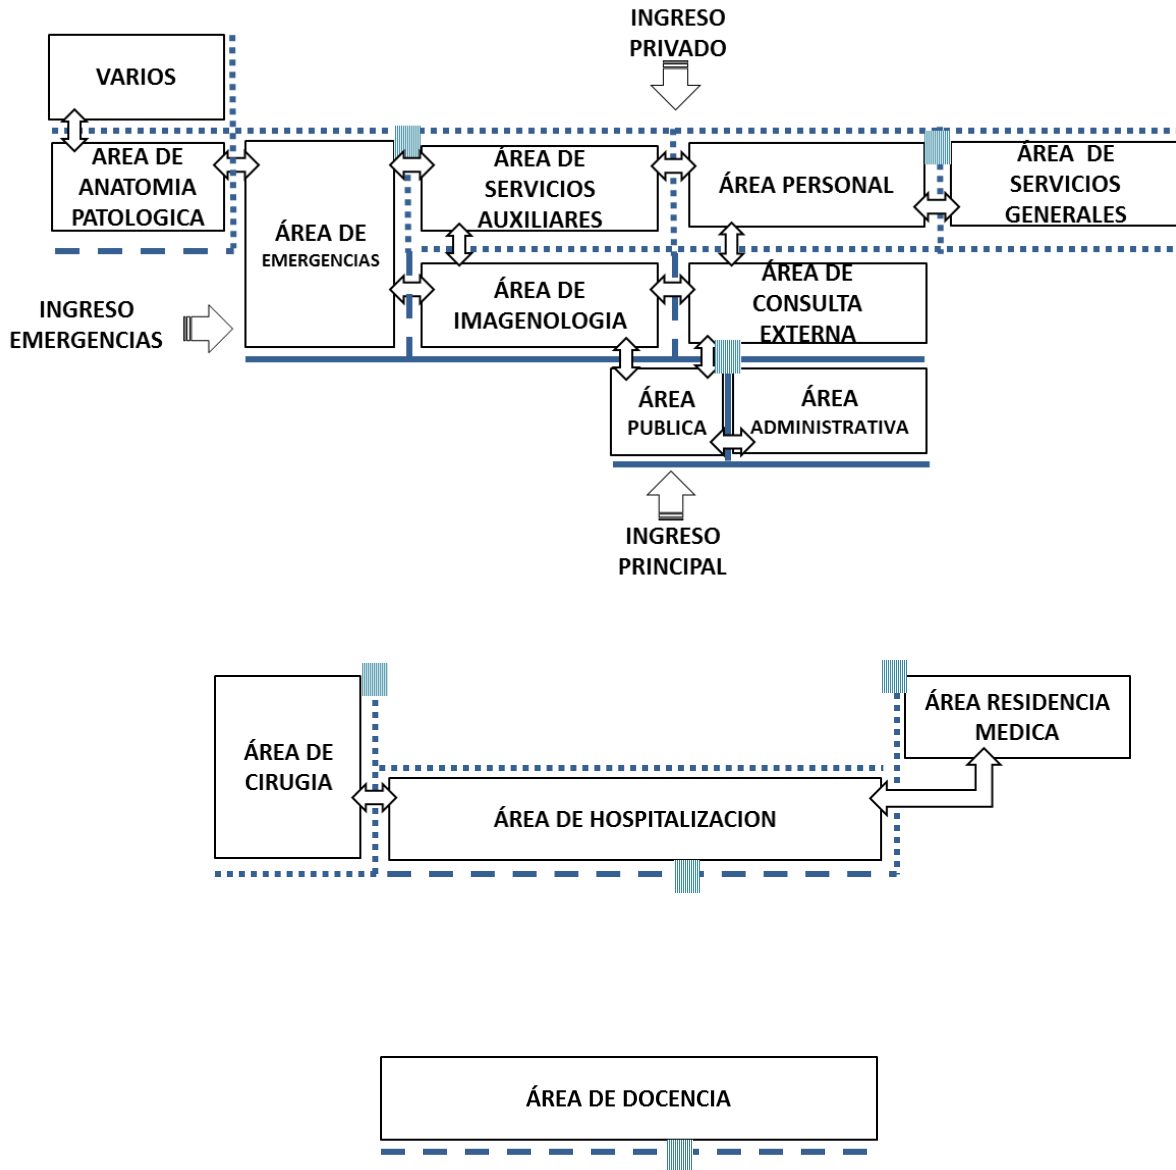 INGRESO
PRIVADO
VARIOS
AREA DE
ANATOMIA
PATOLOGICA
ÁREA DE
EMERGENCIAS
ÁREA DE
SERVICIOS
AUXILIARES
ÁREA PERSONAL
ÁREA DE
SERVICIOS
GENERALES
INGRESO
EMERGENCIAS
ÁREA DE
IMAGENOLOGIA
ÁREA DE
CONSULTA
EXTERNA
ÁREA
PUBLICA
ÁREA
ADMINISTRATIVA
INGRESO
PRINCIPAL
ÁREA DE
CIRUGIA
ÁREA DE HOSPITALIZACION
ÁREA RESIDENCIA
MEDICA
ÁREA DE DOCENCIA